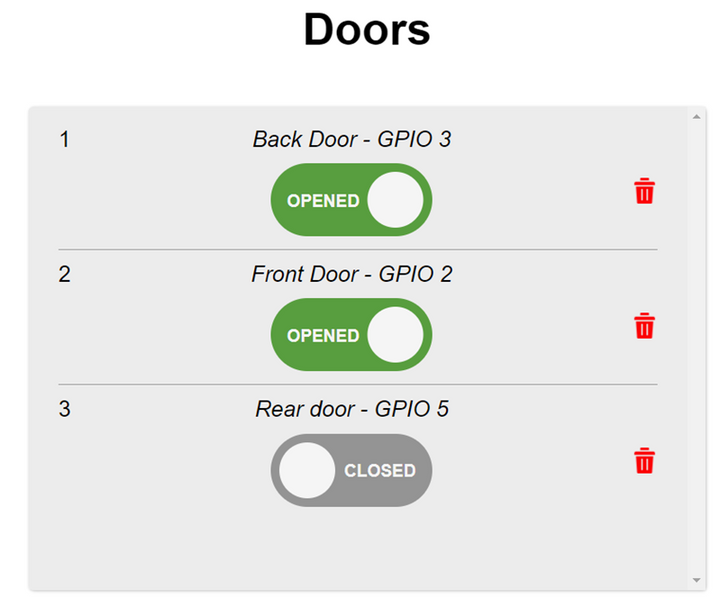 Doors
1
Back Door - GPIO 3
OPENED
2
Front Door - GPIO 2
OPENED
3
Rear door - GPIO 5
CLOSED